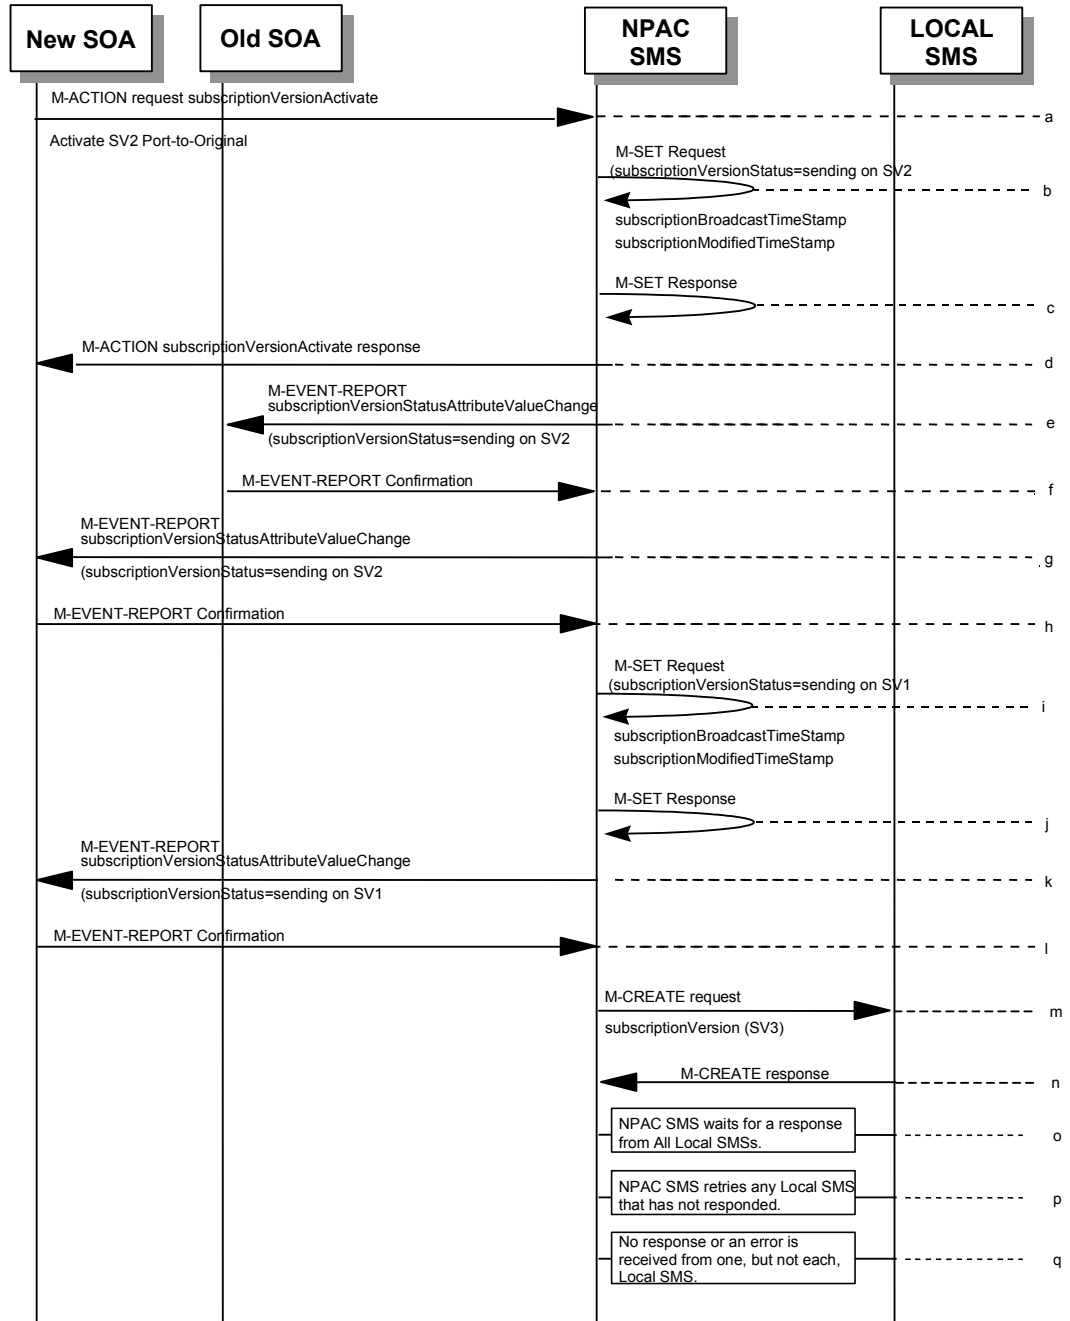 New SOA
Old SOA
NPAC
SMS
LOCAL
SMS
M-ACTION request subscriptionVersionActivate
a
Activate SV2 Port-to-Original
M-SET Request
(subscriptionVersionStatus=sending on SV2
b
subscriptionBroadcastTimeStamp
subscriptionModifiedTimeStamp
M-SET Response
c
M-ACTION subscriptionVersionActivate response
d
M-EVENT-REPORT
subscriptionVersionStatusAttributeValueChange
e
(subscriptionVersionStatus=sending on SV2
M-EVENT-REPORT Confirmation
f
M-EVENT-REPORT
subscriptionVersionStatusAttributeValueChange
g
(subscriptionVersionStatus=sending on SV2
M-EVENT-REPORT Confirmation
h
M-SET Request
(subscriptionVersionStatus=sending on SV1
i
subscriptionBroadcastTimeStamp
subscriptionModifiedTimeStamp
M-SET Response
j
M-EVENT-REPORT
subscriptionVersionStatusAttributeValueChange
k
(subscriptionVersionStatus=sending on SV1
M-EVENT-REPORT Confirmation
l
M-CREATE request
m
subscriptionVersion (SV3)
M-CREATE response
n
NPAC SMS waits for a response
from All Local SMSs.
o
NPAC SMS retries any Local SMS
that has not responded.
p
No response or an error is
received from one, but not each,
Local SMS.
q